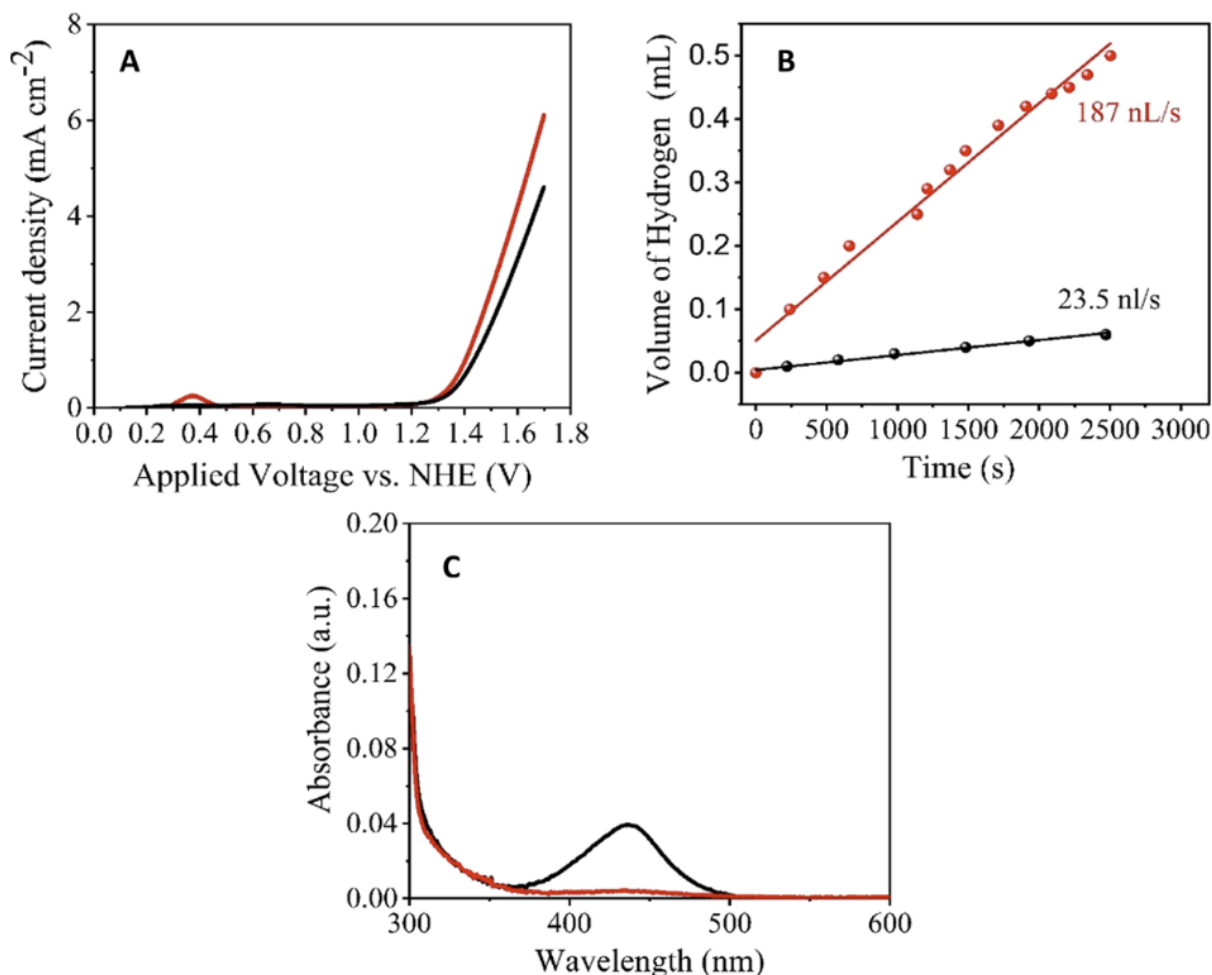 A
Current density (mA cm⁻²)
8
6
4
2
0
0.0 0.2 0.4 0.6 0.8 1.0 1.2 1.4 1.6 1.8
Applied Voltage vs. NHE (V)
B
Volume of Hydrogen (mL)
0.5
0.4
0.3
0.2
0.1
0.0
187 nL/s
23.5 nl/s
0 500 1000 1500 2000 2500 3000
Time (s)
C
Absorbance (a.u.)
0.20
0.16
0.12
0.08
0.04
0.00
300 400 500 600
Wavelength (nm)